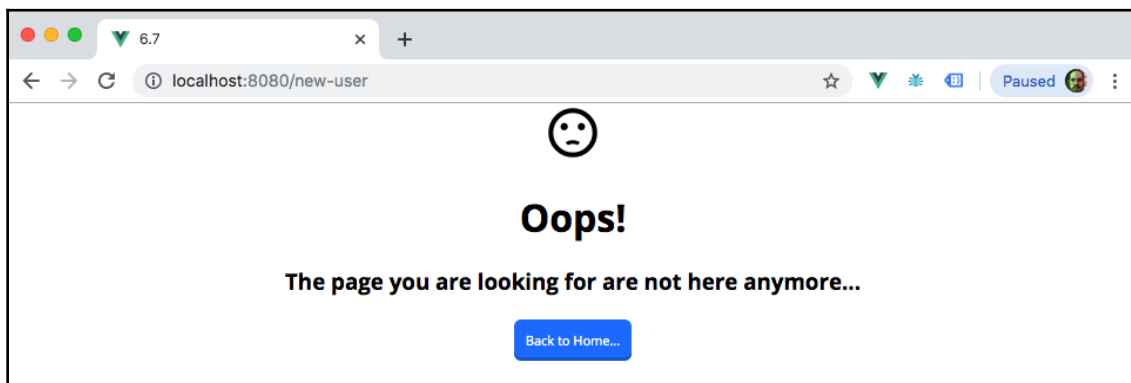 6.7
localhost:8080/new-user
Paused
Oops!
The page you are looking for are not here anymore...
Back to Home...